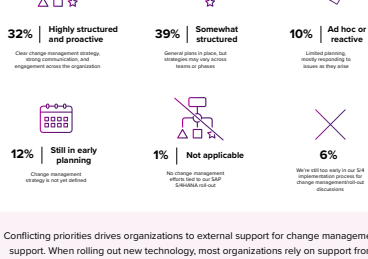 32% | Highly structured and proactive
Clear change management strategy,
strong communication, and
engagement across the organization
39% | Somewhat structured
General plans in place, but
strategies may vary across
teams or phases
10% | Ad hoc or reactive
Limited planning,
mostly responding to
issues as they arise
12% | Still in early planning
Change management
strategy is not yet defined
1% | Not applicable
No change management
efforts tied to our SAP
S/4HANA roll-out
6%
We're still too early in our S/4
implementation process for
change management/roll-out
discussions
Conflicting priorities drives organizations to external support for change manageme
support. When rolling out new technology, most organizations rely on support from